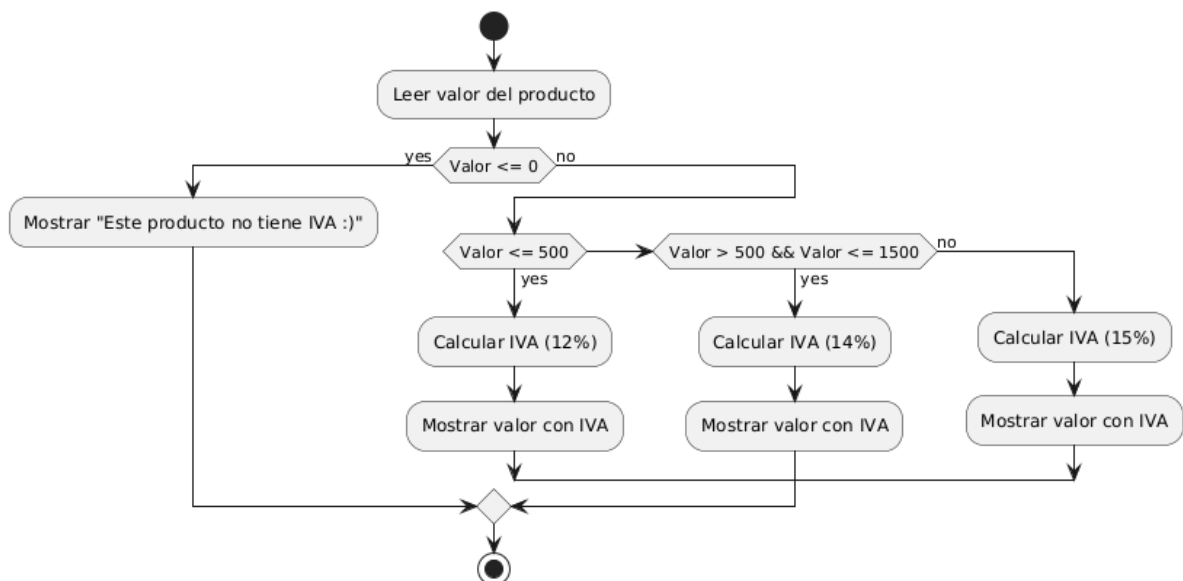 Leer valor del producto
yes
Valor <= 0
no
Mostrar "Este producto no tiene IVA :)"
Valor <= 500
yes
Valor > 500 && Valor <= 1500
yes
no
Calcular IVA (12%)
Calcular IVA (14%)
Calcular IVA (15%)
Mostrar valor con IVA
Mostrar valor con IVA
Mostrar valor con IVA